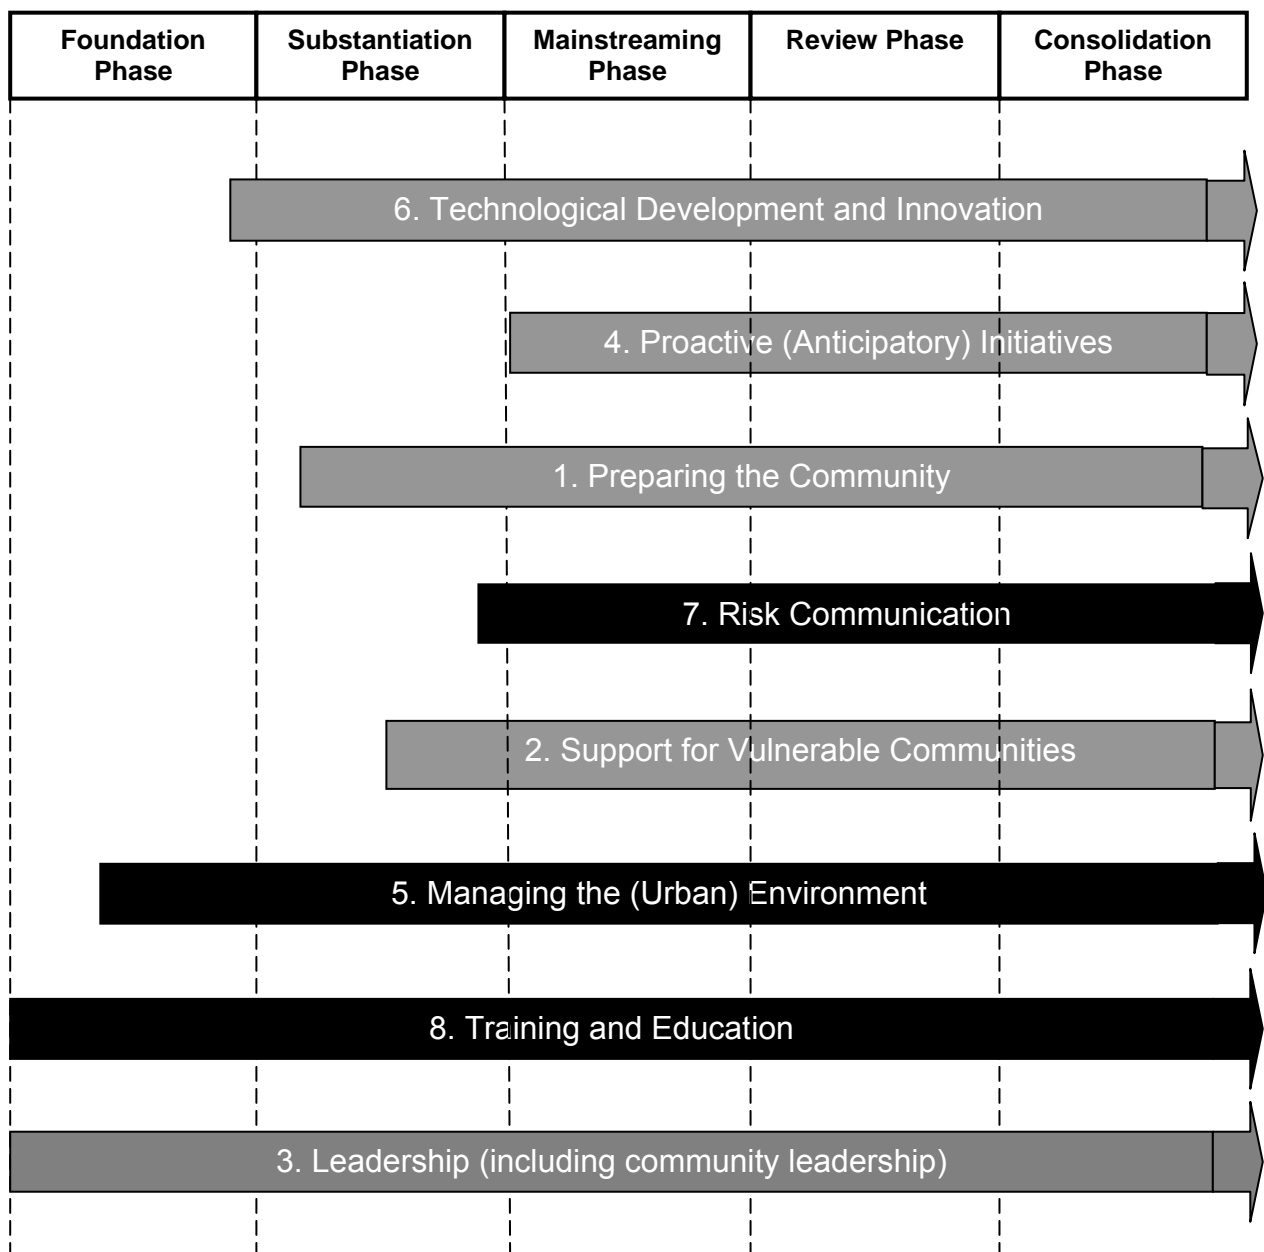 Foundation
Phase
Substantiation
Phase
Mainstreaming
Phase
Review Phase
Consolidation
Phase
6. Technological Development and Innovation
4. Proactive (Anticipatory) Initiatives
1. Preparing the Community
7. Risk Communication
2. Support for Vulnerable Communities
5. Managing the (Urban) Environment
8. Training and Education
3. Leadership (including community leadership)